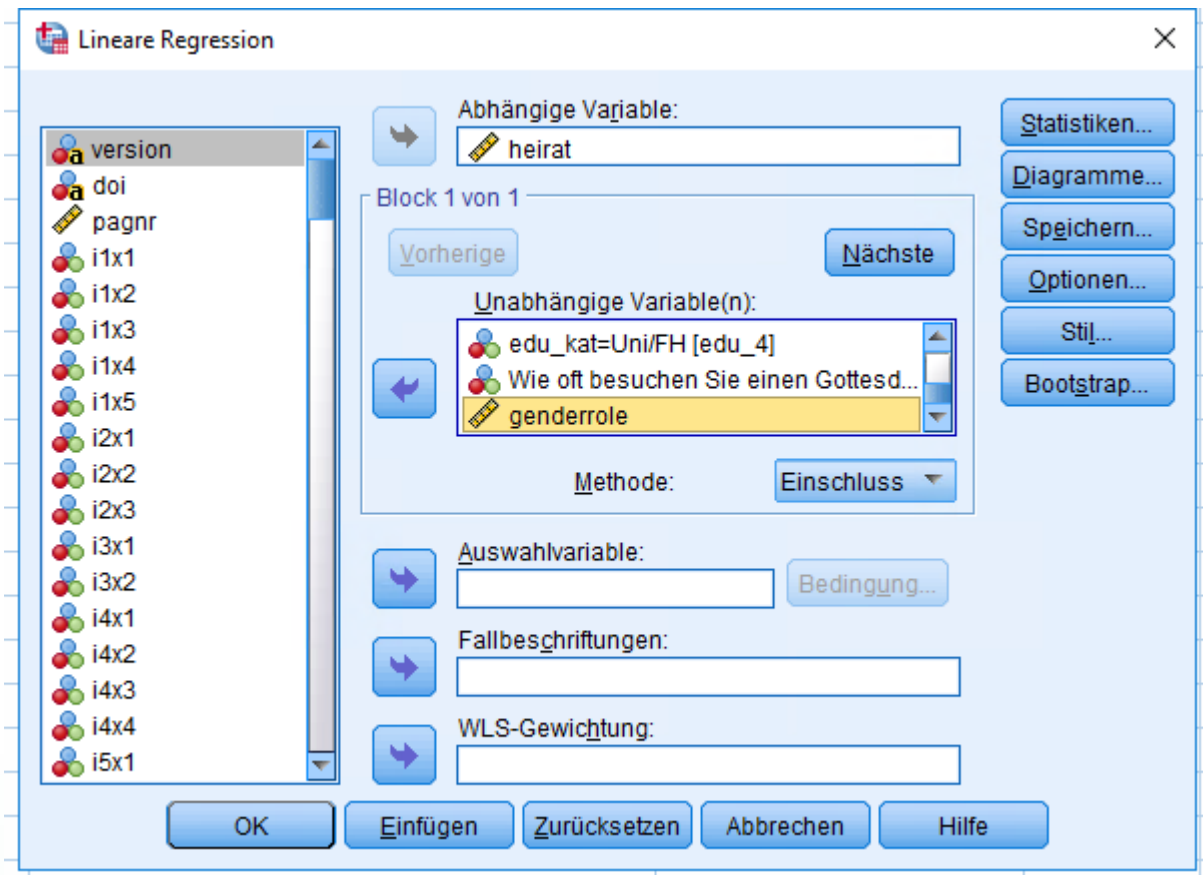 Lineare Regression
version
doi
pagnr
i1x1
i1x2
i1x3
i1x4
i1x5
i2x1
i2x2
i2x3
i3x1
i3x2
i4x1
i4x2
i4x3
i4x4
i5x1
Abhängige Variable:
heirat
Block 1 von 1
Vorherige
Nächste
Unabhängige Variable(n):
edu_kat=Uni/FH [edu_4]
Wie oft besuchen Sie einen Gottesd...
genderrole
Methode:
Einschluss
Auswahlvariable:
Bedingung...
Fallbeschriftungen:
WLS-Gewichtung:
Statistiken...
Diagramme...
Speichern...
Optionen...
Stil...
Bootstrap...
OK
Einfügen
Zurücksetzen
Abbrechen
Hilfe